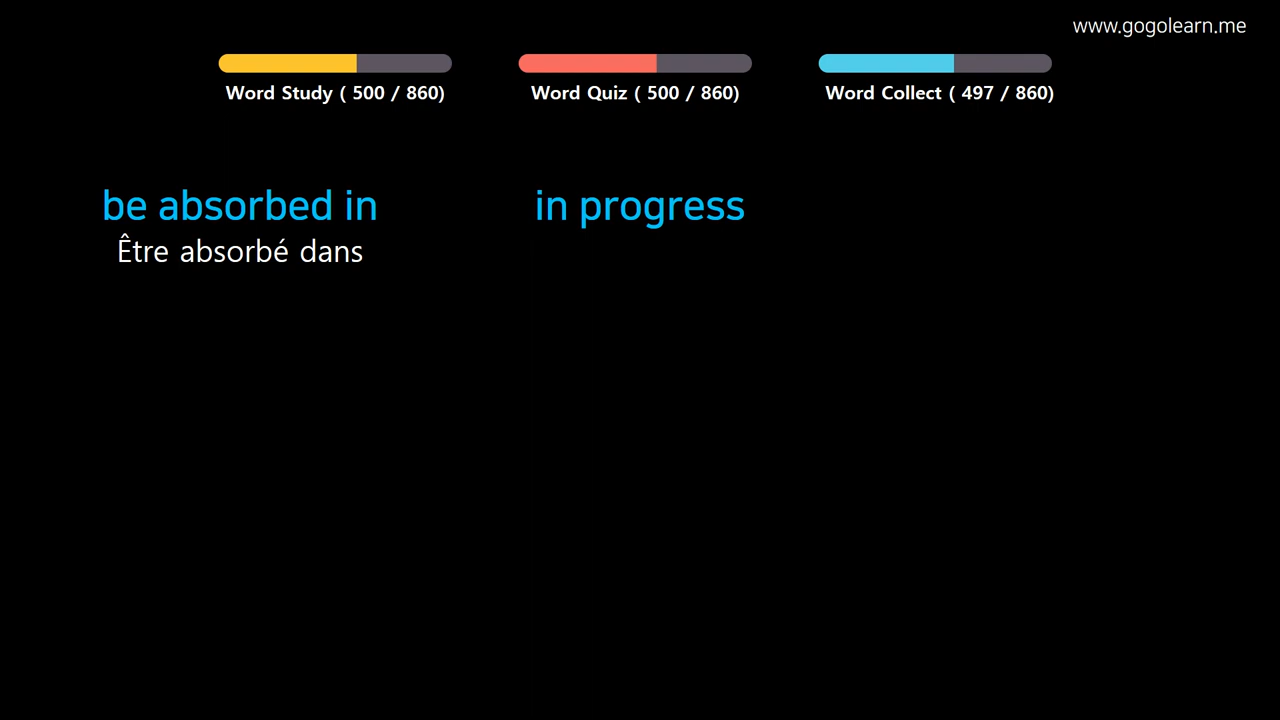 www.gogolearn.me
Word Study ( 500 / 860)
Word Quiz ( 500 / 860)
Word Collect ( 497 / 860)
be absorbed in
Être absorbé dans
in progress